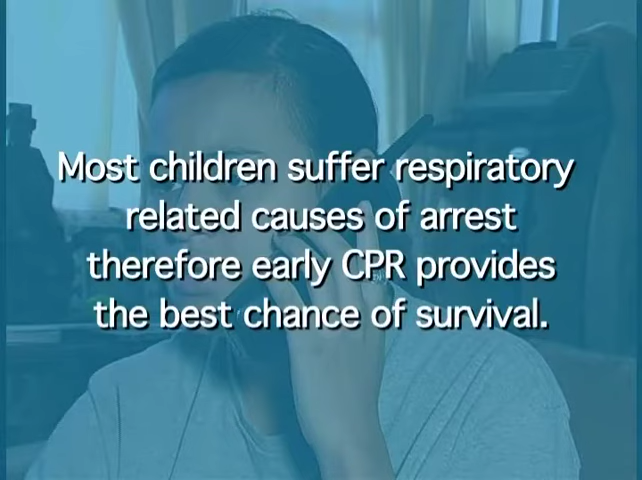 Most children suffer respiratory
related causes of arrest
therefore early CPR provides
the best chance of survival.